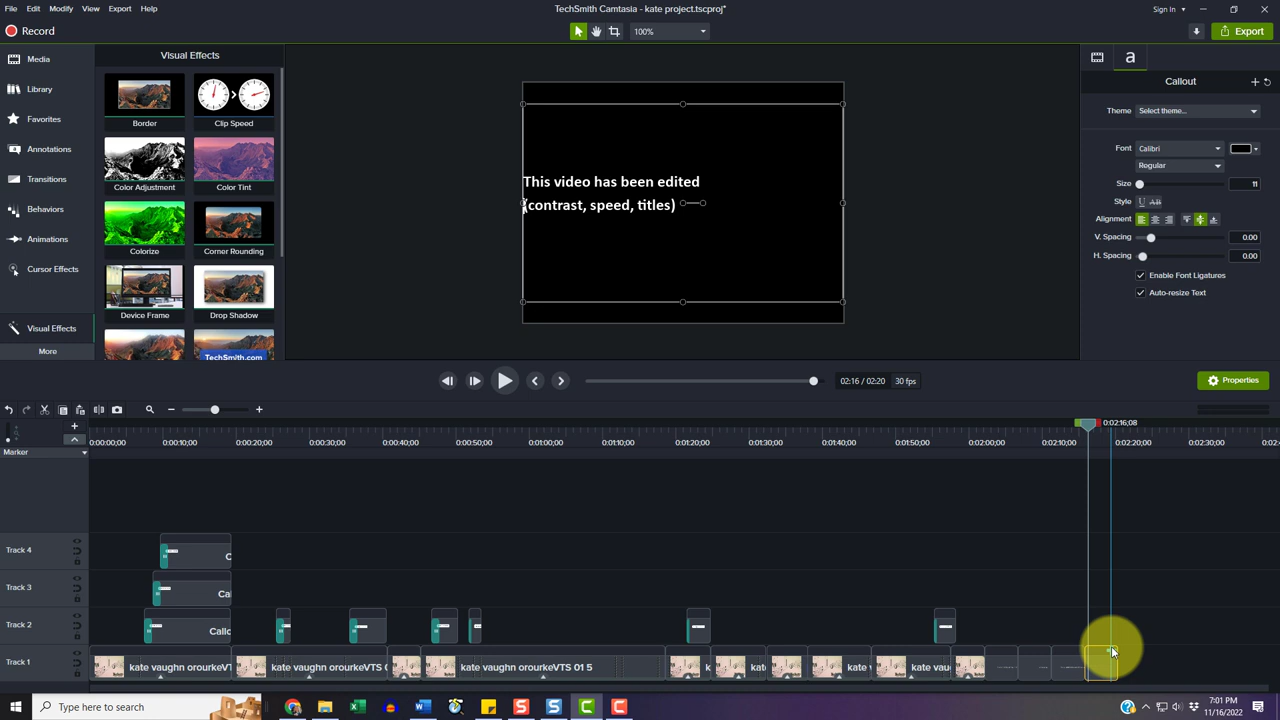 TechSmith Camtasia - kate project.tscproj*
File Edit Modify View Export Help
Sign In
Record
100%
Export
Media
Library
Favorites
Annotations
Transitions
Behaviors
Animations
Cursor Effects
Visual Effects
More
Visual Effects
Border
Clip Speed
Color Adjustment
Color Tint
Colorize
Corner Rounding
Device Frame
Drop Shadow
TechSmith.com
This video has been edited
(contrast, speed, titles)
a
Callout
Theme Select theme...
Font Calibri
Regular
Size 11
Style U AB
Alignment
V. Spacing 0.00
H. Spacing 0.00
Enable Font Ligatures
Auto-resize Text
02:16 / 02:20 30 fps
Properties
0:02:16;08
0:00:00;00 0:00:10;00 0:00:20;00 0:00:30;00 0:00:40;00 0:00:50;00 0:01:00;00 0:01:10;00 0:01:20;00 0:01:30;00 0:01:40;00 0:01:50;00 0:02:00;00 0:02:10;00 0:02:20;00 0:02:30;00
Marker
Track 4 C
Track 3 Cal
Track 2 Callc
Track 1 kate vaughn orourkeVT kate vaughn orourkeVTS ( kate vaughn orourkeVTS 01 5 k kat kate v kate v kate vau
Type here to search
7:01 PM
11/16/2022